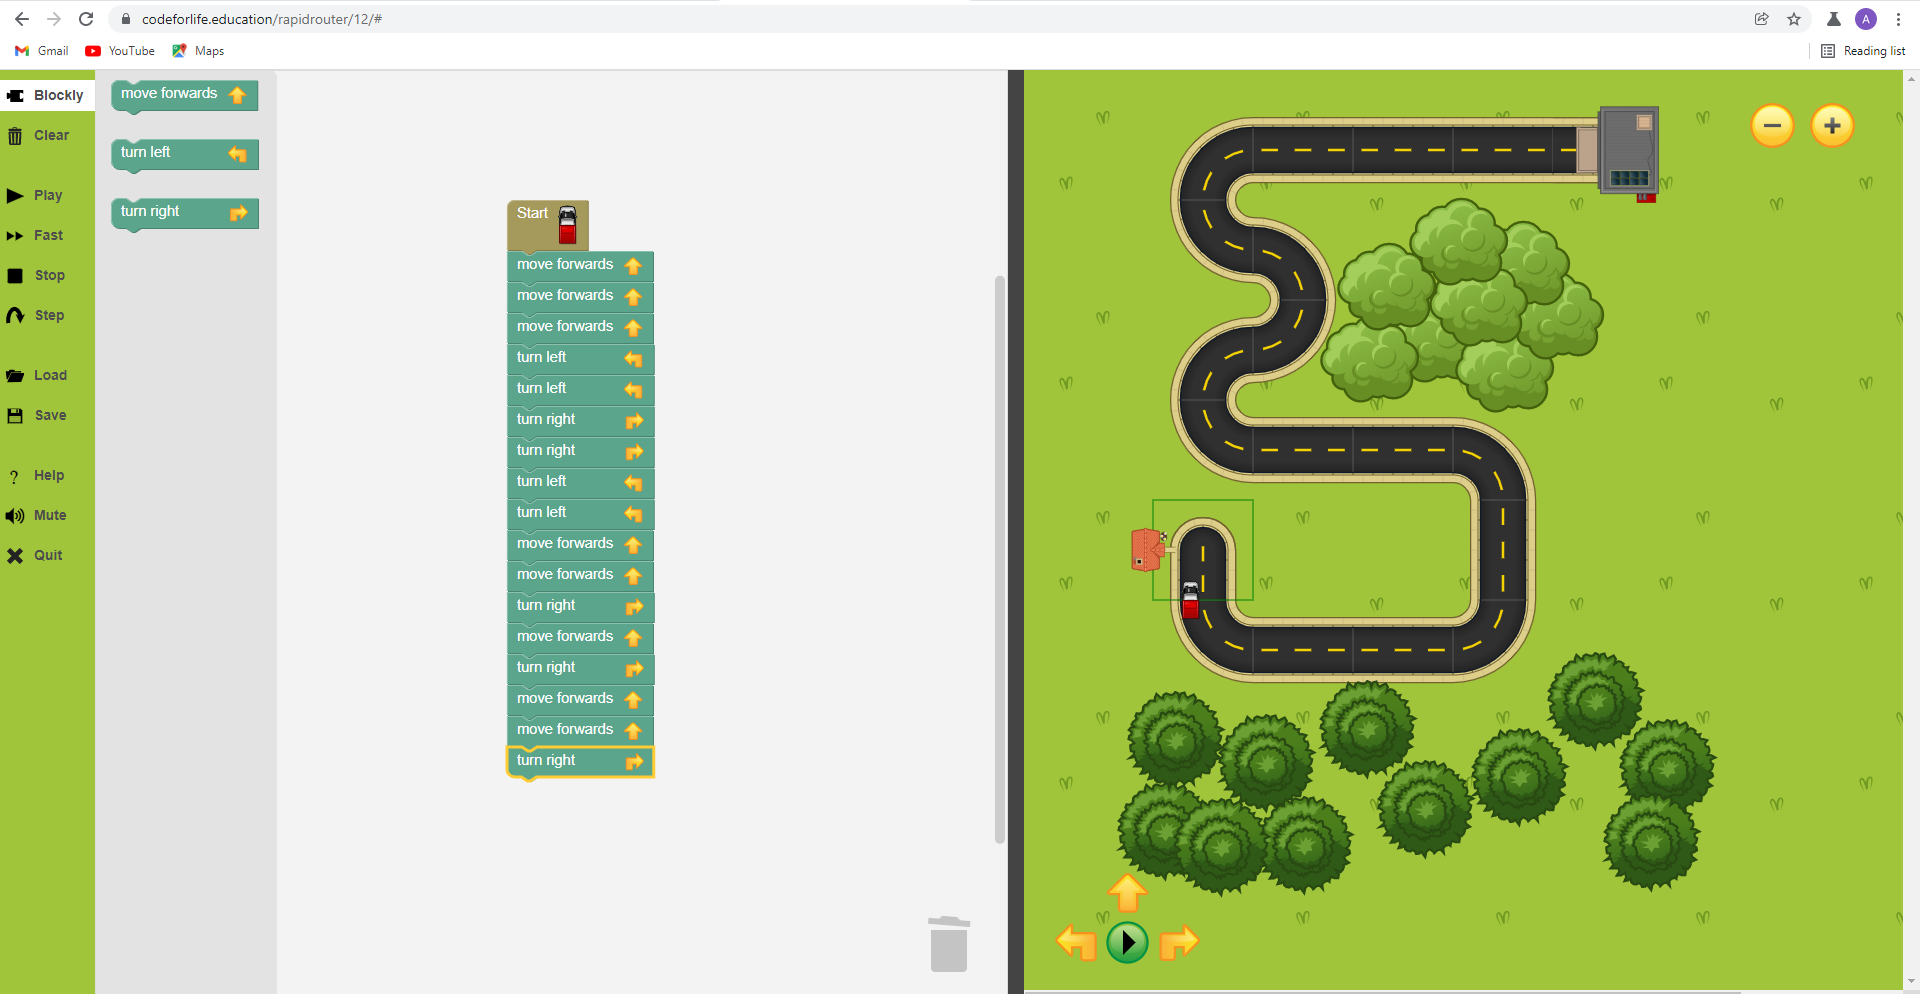 codeforlife.education/rapidrouter/12/#
A
Gmail
YouTube
Maps
Reading list
Blockly
Clear
Play
Fast
Stop
Step
Load
Save
Help
Mute
Quit
move forwards
turn left
turn right
Start
move forwards
move forwards
move forwards
turn left
turn left
turn right
turn right
turn left
turn left
move forwards
move forwards
turn right
move forwards
turn right
move forwards
move forwards
turn right